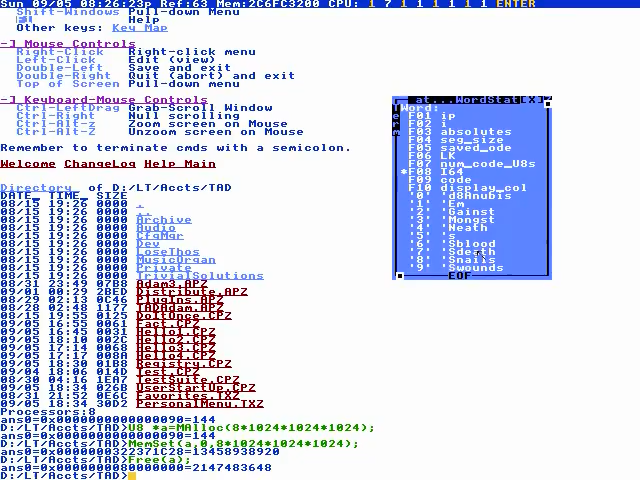 Sun 09/05 08:26:23p Ref:63 Mem:2C6FC3200 CPU: 1 7 1 1 1 1 1 1 ENTER
Shift-Windows Pull-down Menu
Help
Other keys: Key Map
-] Mouse Controls
Right-Click Right-click menu
Left-Click Edit (view)
Double-Left Save and exit
Double-Right Quit (abort) and exit
Top of Screen Pull-down menu
-] Keyboard-Mouse Controls
Ctrl-LeftDrag Grab-Scroll Window
Ctrl-Right Null scrolling
Ctrl-Alt-z Zoom screen on Mouse
Ctrl-Alt-Z Unzoom screen on Mouse
Remember to terminate cmds with a semicolon.
Welcome ChangeLog Help Main
Directory of D:/LT/Accts/TAD
DATE_ TIME_ SIZE
08/15 19:26 0000 .
08/15 19:26 0000 ..
08/15 19:26 0000 Archive
08/15 19:26 0000 Audio
08/15 19:26 0000 CfgMgr
08/15 19:26 0000 Dev
08/15 19:26 0000 LoseThos
08/15 19:26 0000 MusicOrgan
08/15 19:26 0000 Private
08/15 19:26 0000 TrivialSolutions
08/31 23:49 07B8 Adam3.APZ
09/01 00:29 2BED Distribute.APZ
08/29 02:13 0C46 PlugIns.APZ
08/28 02:48 1177 TADAdam.CPZ
08/15 19:55 0125 DoItOnce.CPZ
09/05 16:55 0061 Fact.CPZ
09/05 16:45 0031 Hello1.CPZ
09/05 18:10 002C Hello2.CPZ
09/05 17:14 0068 Hello3.CPZ
09/05 17:17 008A Hello4.CPZ
09/05 18:30 01B8 Registry.CPZ
09/04 18:06 014D Test.CPZ
08/30 04:16 1EA7 TestSuite.CPZ
09/05 18:34 026B UserStartUp.CPZ
08/31 21:52 0E6C Favorites.TXZ
09/05 18:34 30D2 PersonalMenu.TXZ
Processors:8
ans0=0x0000000000000090=144
D:/LT/Accts/TAD>U8 *a=MAlloc(8*1024*1024*1024);
ans0=0x0000000000000090=144
D:/LT/Accts/TAD>MemSet(a,0,8*1024*1024*1024);
ans0=0x0000000322371C28=13458938920
D:/LT/Accts/TAD>Free(a);
ans0=0x0000000080000000=2147483648
D:/LT/Accts/TAD>
at...WordStat[X]
Word:
F01 ip
F02 i
F03 absolutes
F04 seg_size
F05 saved_ode
F06 LK
F07 num_code_U8s
*F08 I64
F09 code
F10 display_col
'0' 'd8Anubis
'1' 'Em
'2' 'Gainst
'3' 'Mongst
'4' 'Neath
'5' 's
'6' 'Sblood
'7' 'Sdeath
'8' 'Snails
'9' 'Swounds
EOF